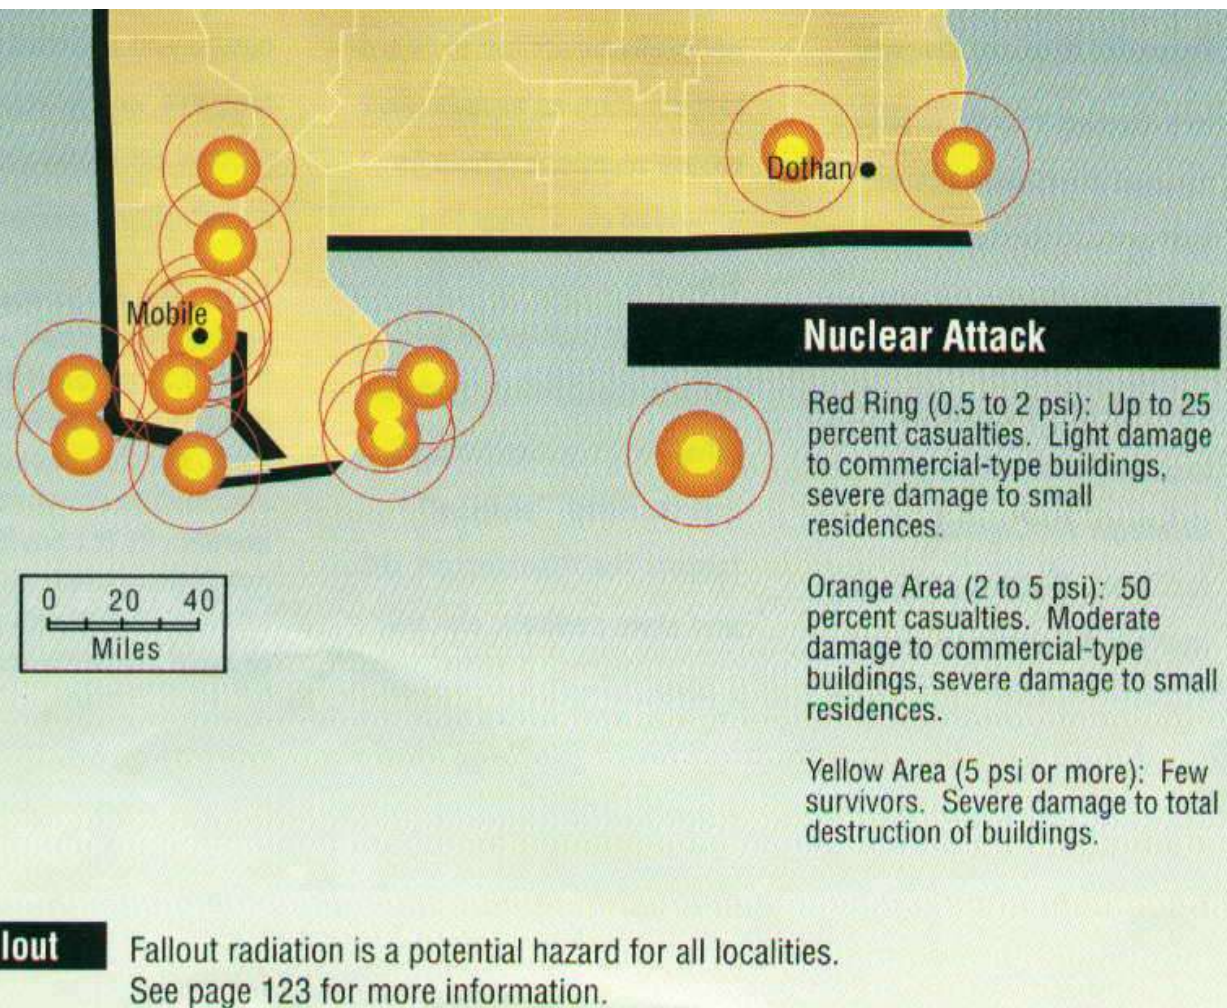 Dothan
Mobile
Nuclear Attack
Red Ring (0.5 to 2 psi): Up to 25
percent casualties. Light damage
to commercial-type buildings,
severe damage to small
residences.
Orange Area (2 to 5 psi): 50
percent casualties. Moderate
damage to commercial-type
buildings, severe damage to small
residences.
Yellow Area (5 psi or more): Few
survivors. Severe damage to total
destruction of buildings.
0 20 40
Miles
lout
Fallout radiation is a potential hazard for all localities.
See page 123 for more information.